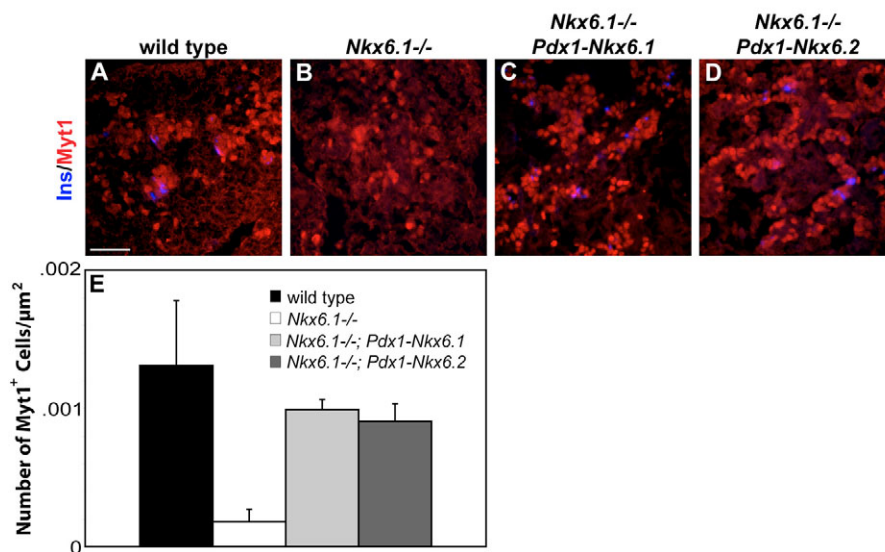 wild type
Nkx6.1-/-
Nkx6.1-/-
Pdx1-Nkx6.1
Nkx6.1-/-
Pdx1-Nkx6.2
Ins/Myt1
A
B
C
D
E
.002
.001
0
Number of Myt1+ Cells/µm2
wild type
Nkx6.1-/-
Nkx6.1-/-; Pdx1-Nkx6.1
Nkx6.1-/-; Pdx1-Nkx6.2